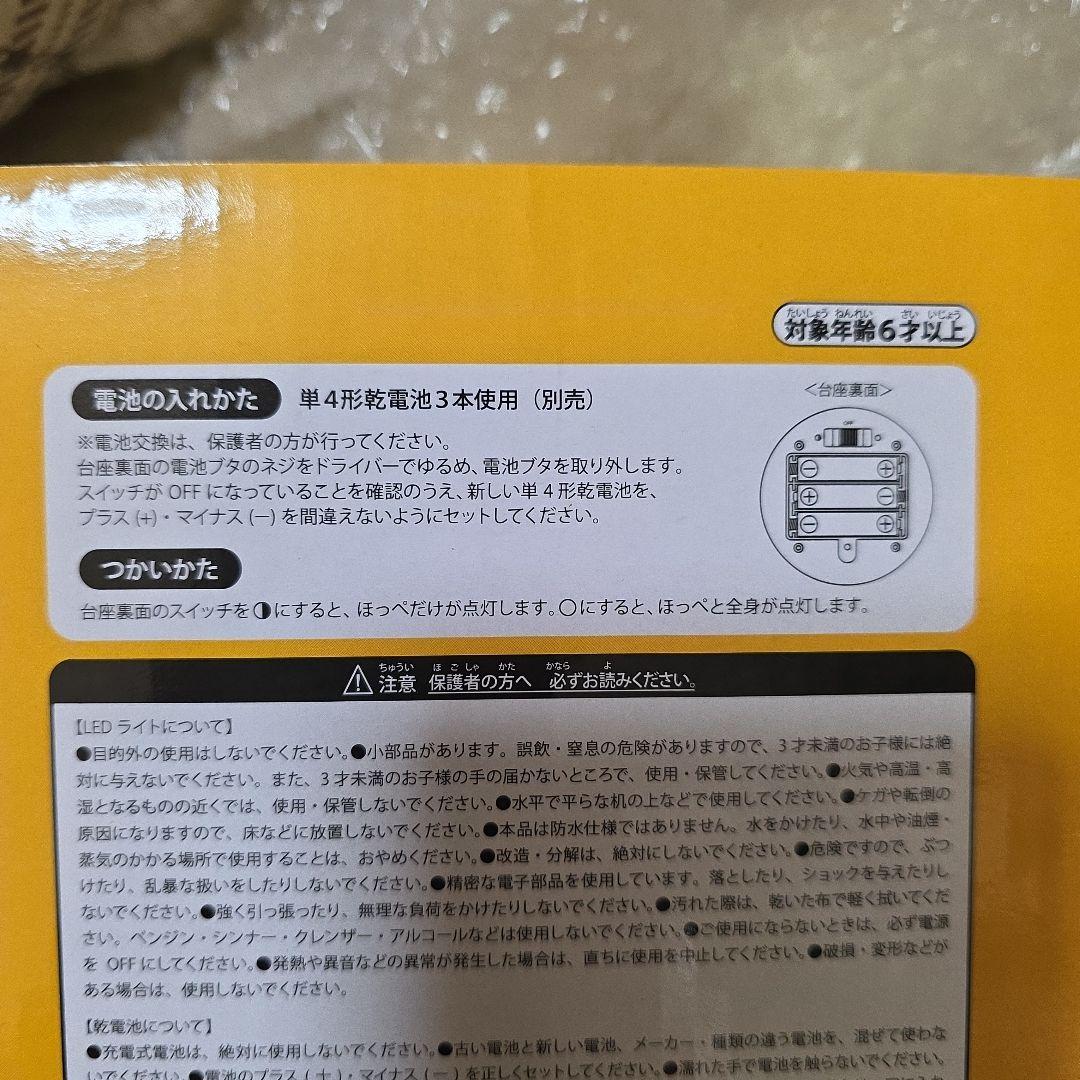 たいしょう ねんれい さい いじょう
対象年齢6才以上
電池の入れかた 単4形乾電池3本使用（別売）
＜台座裏面＞
OFF
※電池交換は、保護者の方が行ってください。
台座裏面の電池ブタのネジをドライバーでゆるめ、電池ブタを取り外します。
スイッチが OFF になっていることを確認のうえ、新しい単4形乾電池を、
プラス(+)・マイナス(ー)を間違えないようにセットしてください。
つかいかた
台座裏面のスイッチを◑にすると、ほっぺだけが点灯します。○にすると、ほっぺと全身が点灯します。
ちゅうい ほ ご しゃ かた かなら よ
注意 保護者の方へ 必ずお読みください。
【LED ライトについて】
●目的外の使用はしないでください。●小部品があります。誤飲・窒息の危険がありますので、3才未満のお子様には絶
対に与えないでください。また、3才未満のお子様の手の届かないところで、使用・保管してください。●火気や高温・高
湿となるものの近くでは、使用・保管しないでください。●水平で平らな机の上などで使用してください。●ケガや転倒の
原因になりますので、床などに放置しないでください。●本品は防水仕様ではありません。水をかけたり、水中や油煙・
蒸気のかかる場所で使用することは、おやめください。●改造・分解は、絶対にしないでください。●危険ですので、ぶつ
けたり、乱暴な扱いをしたりしないでください。●精密な電子部品を使用しています。落としたり、ショックを与えたりし
ないでください。●強く引っ張ったり、無理な負荷をかけたりしないでください。●汚れた際は、乾いた布で軽く拭いてくだ
さい。ベンジン・シンナー・クレンザー・アルコールなどは使用しないでください。●ご使用にならないときは、必ず電源
を OFFにしてください。●発熱や異音などの異常が発生した場合は、直ちに使用を中止してください。●破損・変形などが
ある場合は、使用しないでください。
【乾電池について】
●充電式電池は、絶対に使用しないでください。●古い電池と新しい電池、メーカー・種類の違う電池を、混ぜて使わな
いでください。●電池のプラス(＋)・マイナス(ー)を正しくセットしてください。●濡れた手で電池を触らないでください。